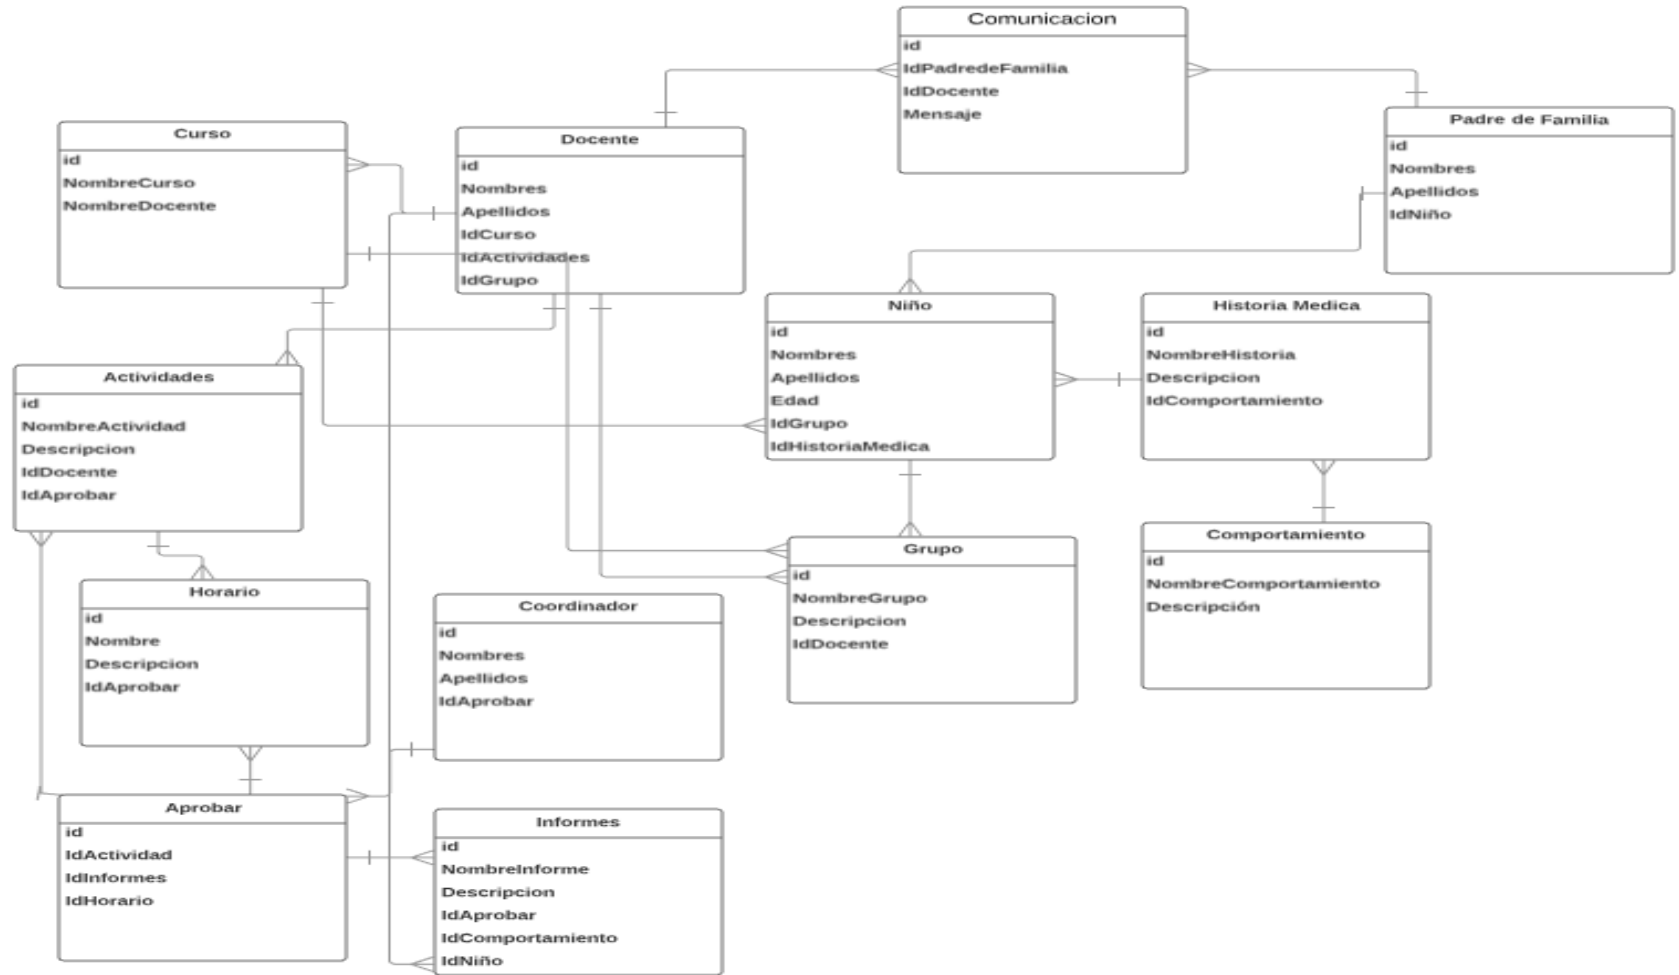 Comunicacion
id
IdPadredeFamilia
IdDocente
Mensaje
Padre de Familia
id
Nombres
Apellidos
IdNiño
Curso
id
NombreCurso
NombreDocente
Docente
id
Nombres
Apellidos
IdCurso
IdActividades
IdGrupo
Niño
id
Nombres
Apellidos
Edad
IdGrupo
IdHistoriaMedica
Historia Medica
id
NombreHistoria
Descripcion
IdComportamiento
Actividades
id
NombreActividad
Descripcion
IdDocente
IdAprobar
Grupo
id
NombreGrupo
Descripcion
IdDocente
Comportamiento
id
NombreComportamiento
Descripción
Horario
id
Nombre
Descripcion
IdAprobar
Coordinador
id
Nombres
Apellidos
IdAprobar
Aprobar
id
IdActividad
IdInformes
IdHorario
Informes
id
NombreInforme
Descripcion
IdAprobar
IdComportamiento
IdNiño